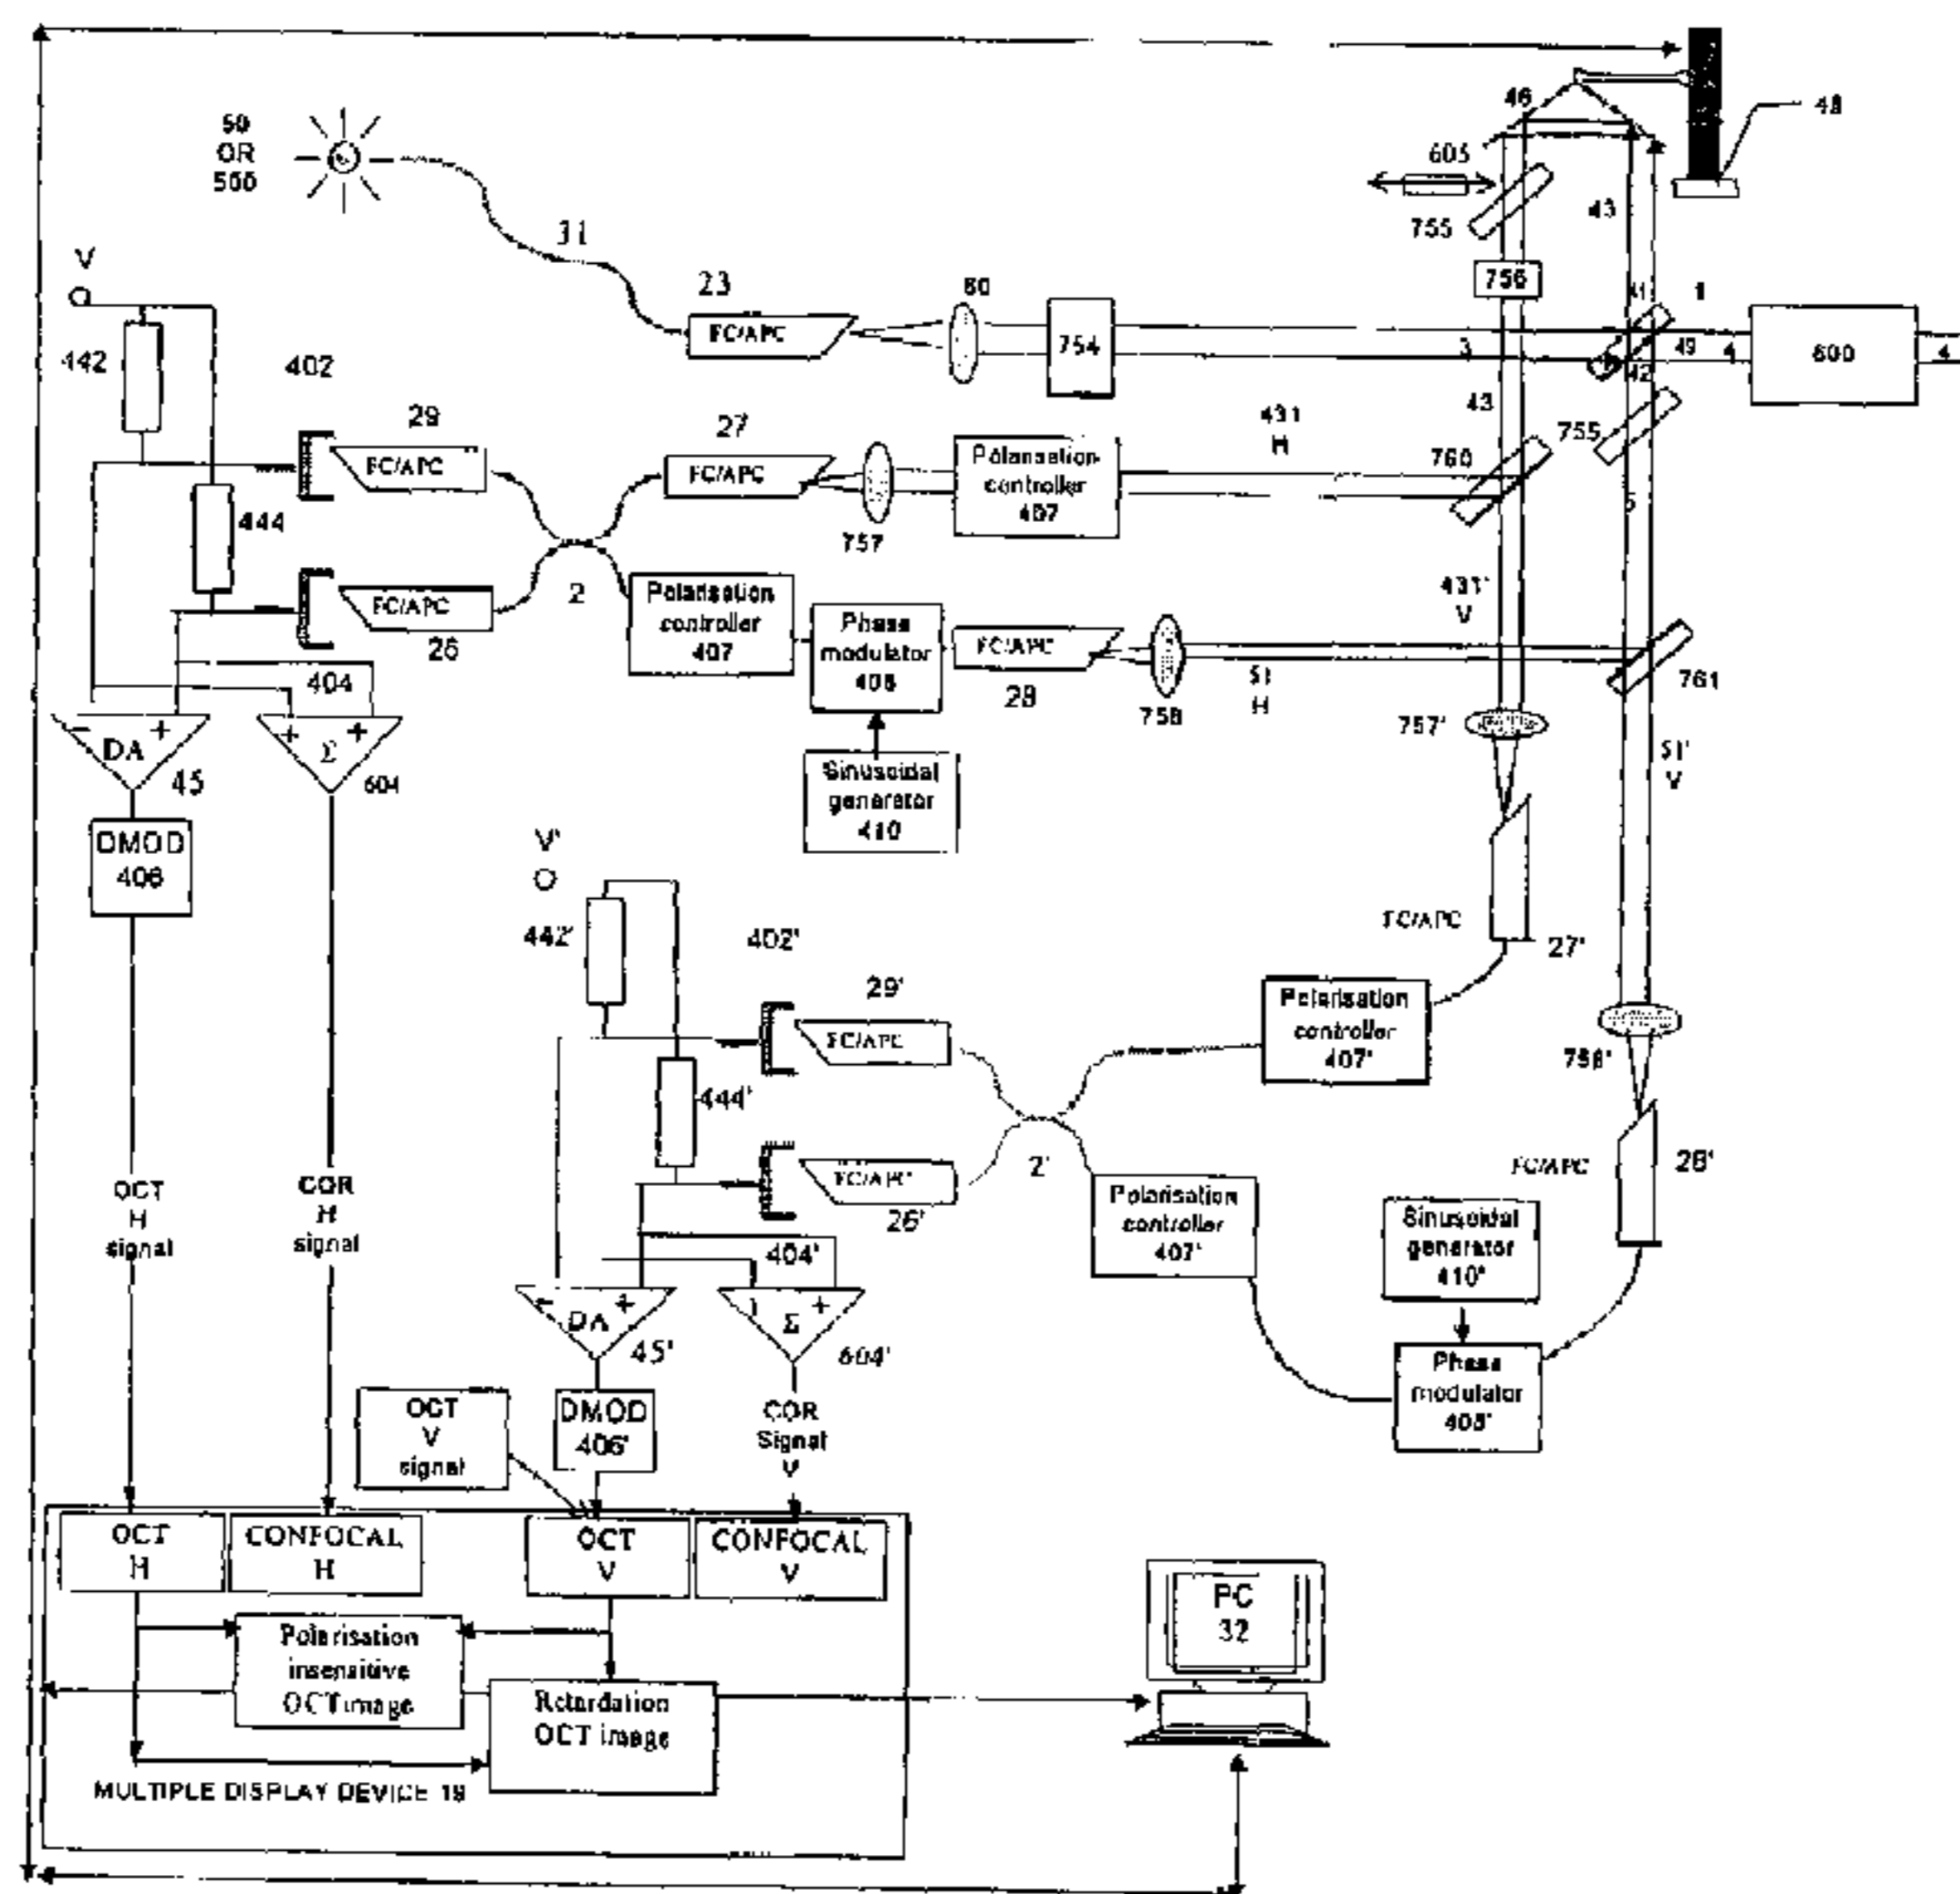 46
48
605
50
OR
43
755
V
31
23
80
756
1
FC/APC
754
3
49
4
600
4
442
402
42
29
27'
431
H
43
755
FC/APC
FC/APC
Polarisation
controller
407
760
5
444
757
FC/APC
2
Polarisation
controller
407
Phase
modulator
FC/APC
431'
V
26
51
H
761
404
28
758
757'
51'
V
- DA +
+ Σ +
45
604
Sinusoidal
generator
410
DMOD
406
V'
442'
402'
FC/APC
27'
29'
FC/APC
Polarisation
controller
407'
758'
444'
2'
FC/APC
28'
FC/APC
26'
Polarisation
controller
407'
Sinusoidal
generator
410'
OCT
H
signal
COR
H
signal
404'
- DA +
+
Σ
45'
604'
Phase
modulator
OCT
V
signal
DMOD
406'
COR
Signal
V
OCT
H
CONFOCAL
H
OCT
V
CONFOCAL
V
PC
32
Polarisation
insensitive
OCT image
Retardation
OCT image
MULTIPLE DISPLAY DEVICE